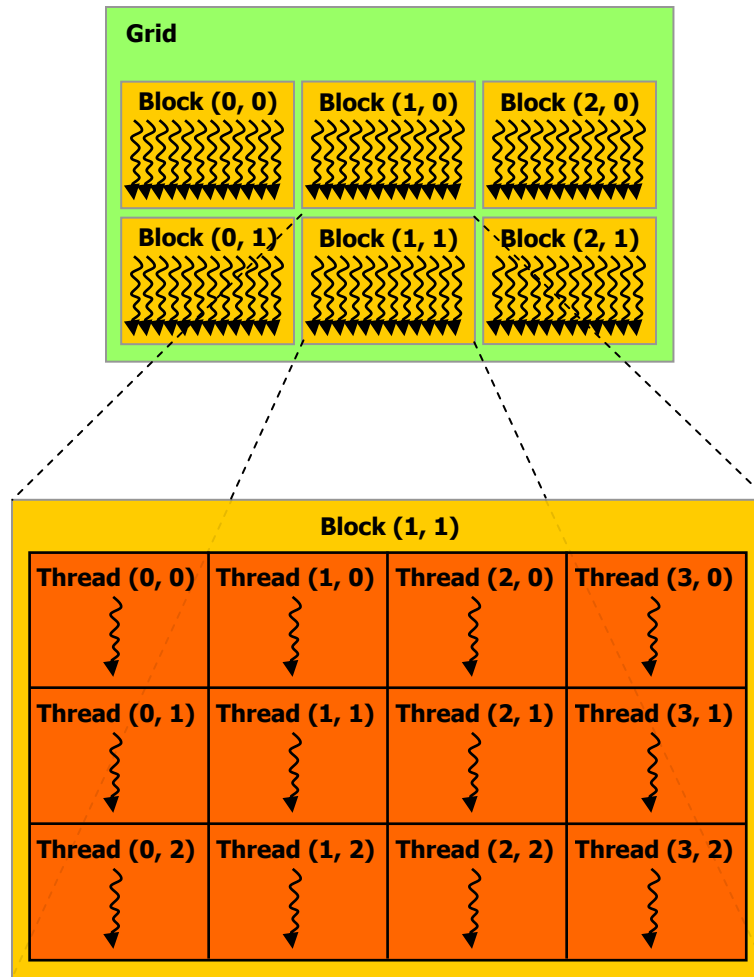 Grid
Block (0, 0) Block (1, 0) Block (2, 0)
Block (0, 1) Block (1, 1) Block (2, 1)
Block (1, 1)
Thread (0, 0) Thread (1, 0) Thread (2, 0) Thread (3, 0)
Thread (0, 1) Thread (1, 1) Thread (2, 1) Thread (3, 1)
Thread (0, 2) Thread (1, 2) Thread (2, 2) Thread (3, 2)